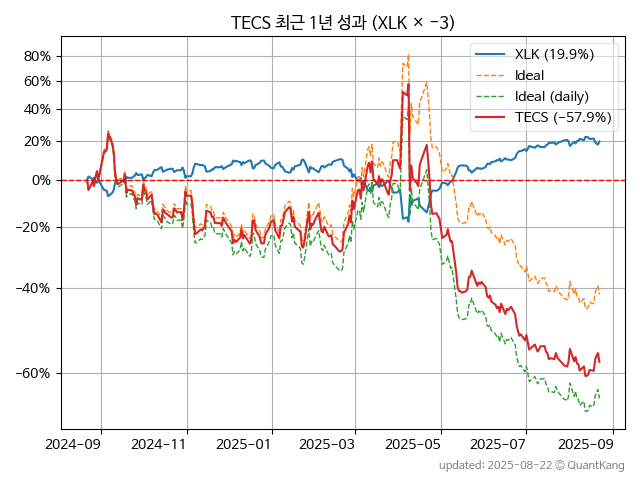 TECS 최근 1년 성과 (XLK × −3)
80%
60%
40%
20%
0%
−20%
−40%
−60%
XLK (19.9%)
Ideal
Ideal (daily)
TECS (−57.9%)
2024−09
2024−11
2025−01
2025−03
2025−05
2025−07
2025−09
updated: 2025-08-22 © QuantKang